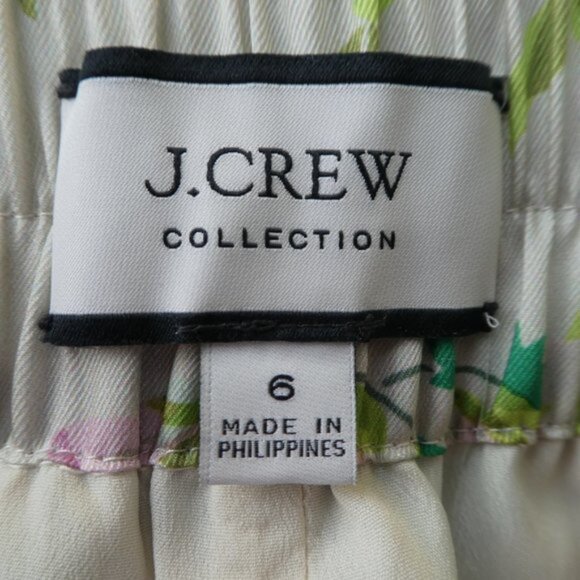 J.CREW
COLLECTION
6
MADE IN
PHILIPPINES